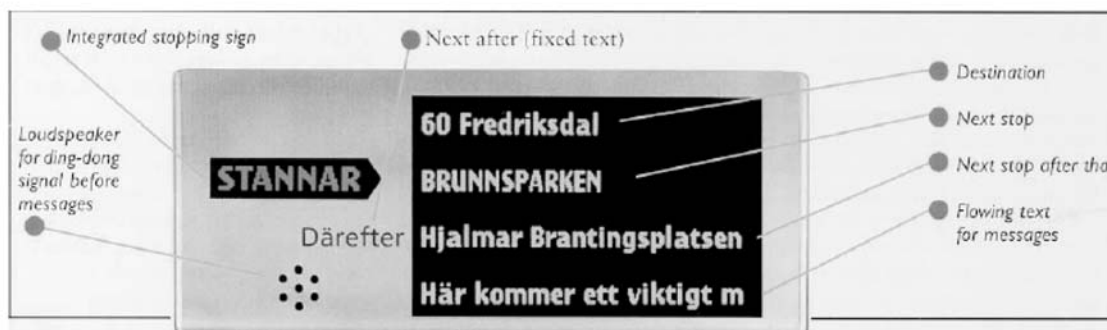 Integrated stopping sign
Next after (fixed text)
Loudspeaker
for ding-dong
signal before
messages
STANNAR
Därefter
60 Fredriksdal
BRUNNSPARKEN
Hjalmar Brantingsplatsen
Här kommer ett viktigt m
Destination
Next stop
Next stop after tha
Flowing text
for messages